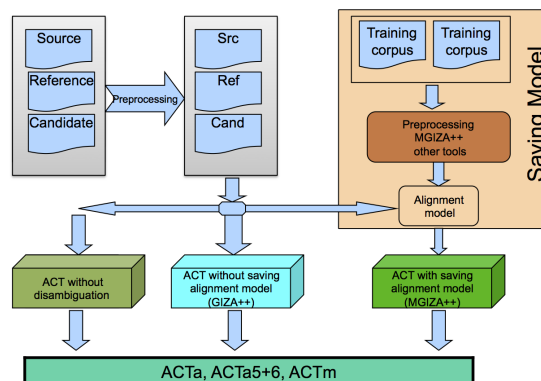 Source
Reference
Candidate
Preprocessing
Src
Ref
Cand
Training
corpus
Training
corpus
Saving Model
Preprocessing
MGIZA++
other tools
Alignment
model
ACT without
disambiguation
ACT without saving
alignment model
(GIZA++)
ACT with saving
alignment model
(MGIZA++)
ACTa, ACTa5+6, ACTm